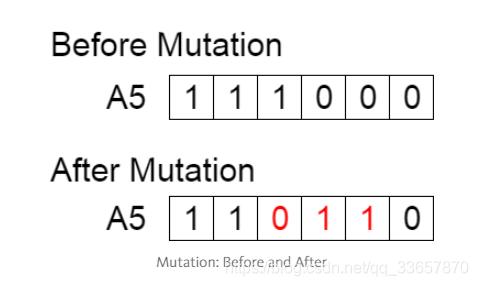 Before Mutation
A5 1 1 1 0 0 0
After Mutation
A5 1 1 0 1 1 0
Mutation: Before and After
https://blog.csdn.net/qq_33657870